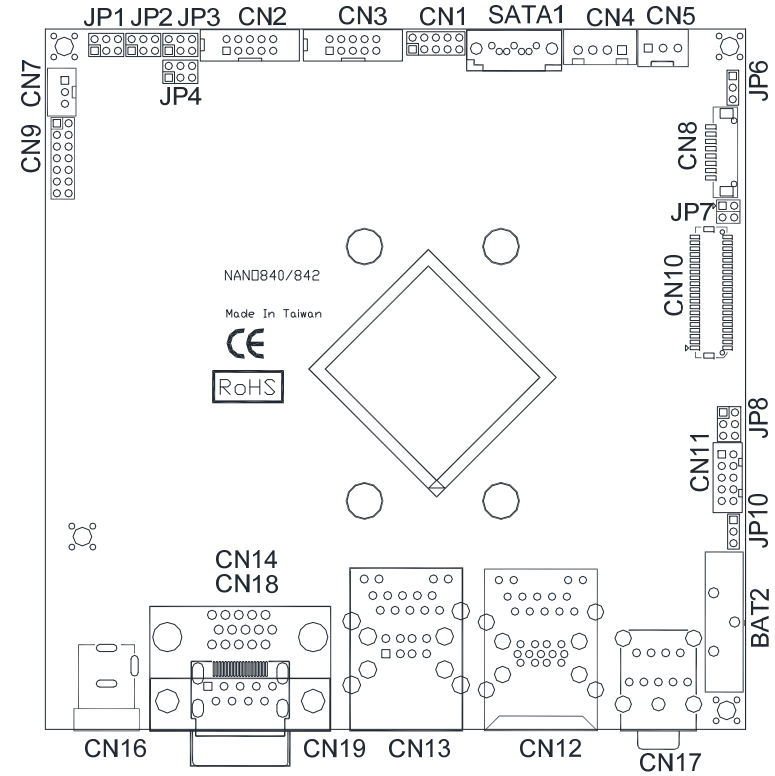 JP1 JP2 JP3 CN2 CN3 CN1 SATA1 CN4 CN5
JP4
CN7
CN9
JP6
CN8
JP7
CN10
NANO840/842
Made In Taiwan
CE
RoHS
JP8
CN11
JP10
BAT2
CN14
CN18
CN16 CN19 CN13 CN12 CN17